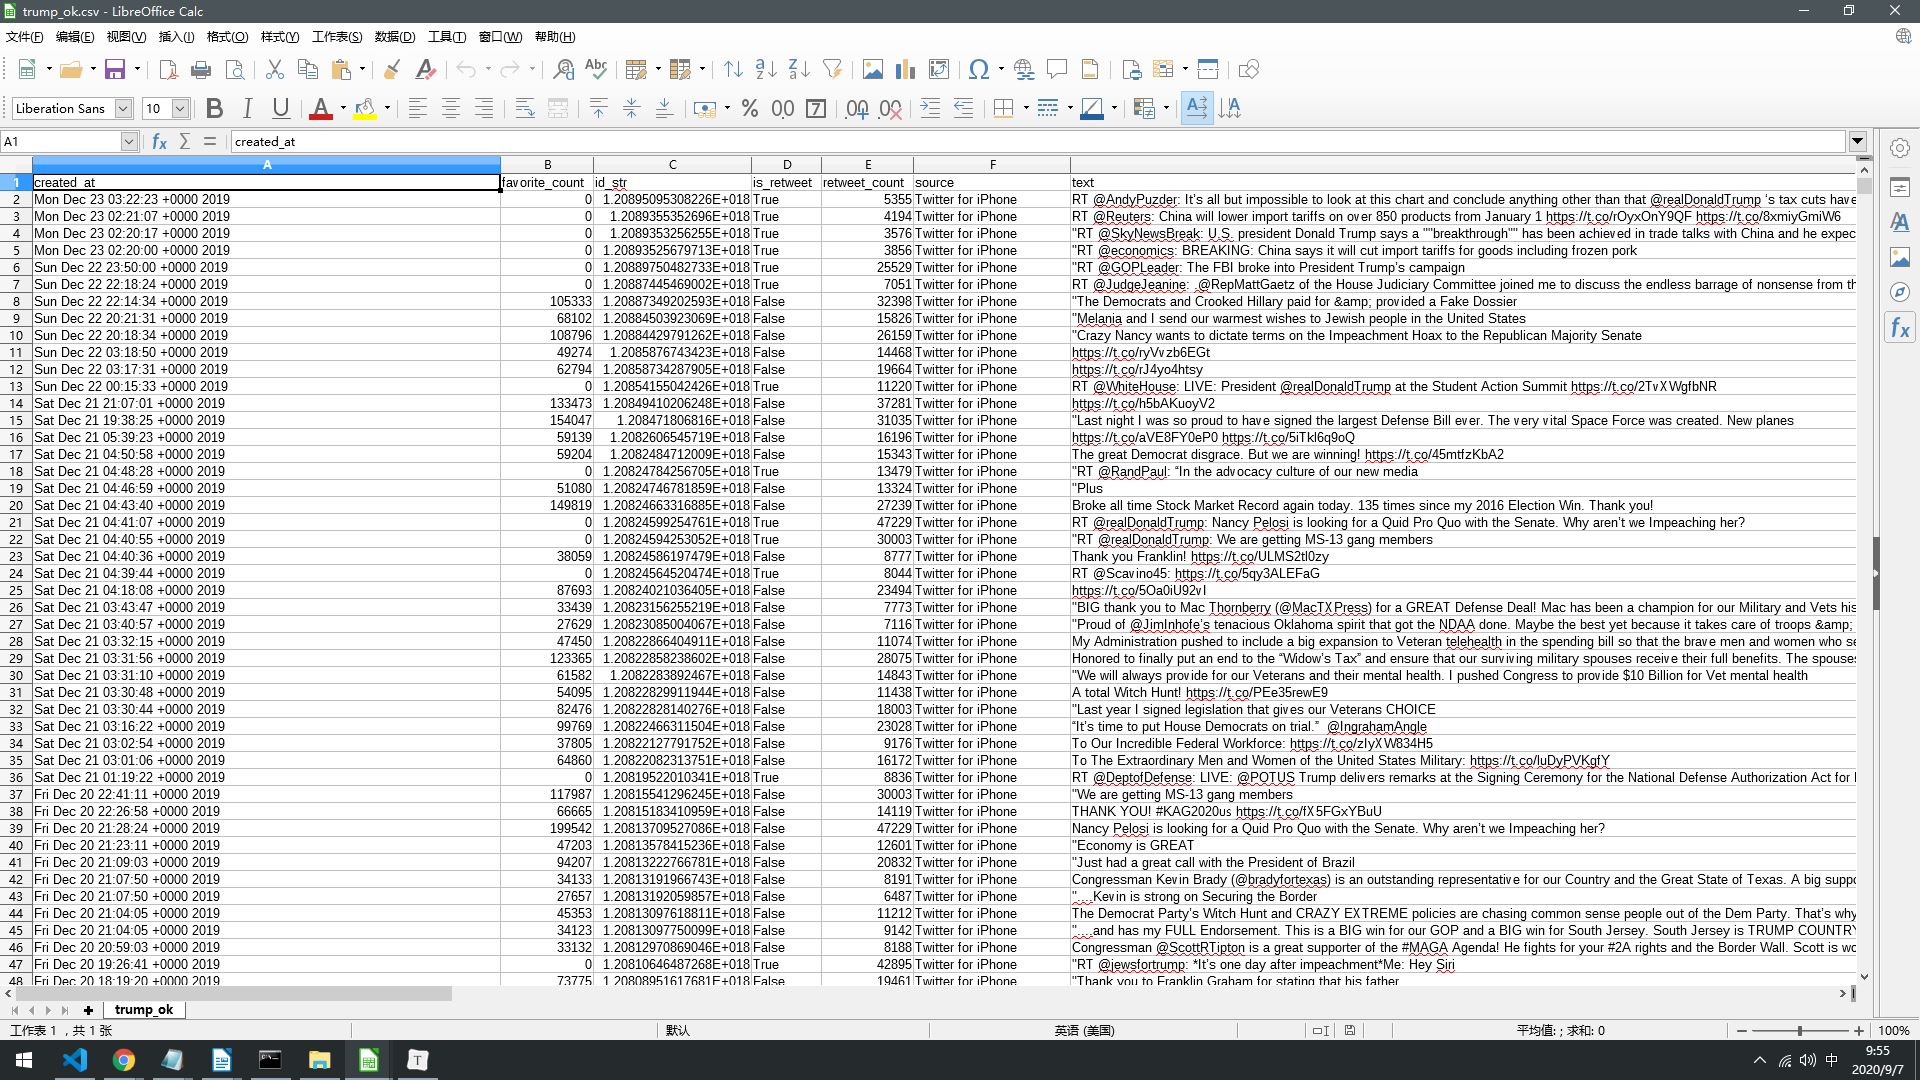 trump_ok.csv - LibreOffice Calc
文件(F) 编辑(E) 视图(V) 插入(I) 格式(O) 样式(Y) 工作表(S) 数据(D) 工具(T) 窗口(W) 帮助(H)
Liberation Sans 10
A1 created_at
A B C D E F
1 created_at favorite_count id_str is_retweet retweet_count source text
2 Mon Dec 23 03:22:23 +0000 2019 0 1.20895095308226E+018 True 5355 Twitter for iPhone RT @AndyPuzder: It’s all but impossible to look at this chart and conclude anything other than that @realDonaldTrump ‘s tax cuts have
3 Mon Dec 23 02:21:07 +0000 2019 0 1.2089355352696E+018 True 4194 Twitter for iPhone RT @Reuters: China will lower import tariffs on over 850 products from January 1 https://t.co/rOyxOnY9QF https://t.co/8xmiyGmiW6
4 Mon Dec 23 02:20:17 +0000 2019 0 1.2089353256255E+018 True 3576 Twitter for iPhone "RT @SkyNewsBreak: U.S. president Donald Trump says a ""breakthrough"" has been achieved in trade talks with China and he expec
5 Mon Dec 23 02:20:00 +0000 2019 0 1.20893525679713E+018 True 3856 Twitter for iPhone "RT @economics: BREAKING: China says it will cut import tariffs for goods including frozen pork
6 Sun Dec 22 23:50:00 +0000 2019 0 1.20889750482733E+018 True 25529 Twitter for iPhone "RT @GOPLeader: The FBI broke into President Trump’s campaign
7 Sun Dec 22 22:18:24 +0000 2019 0 1.20887445469002E+018 True 7051 Twitter for iPhone RT @JudgeJeanine: .@RepMattGaetz of the House Judiciary Committee joined me to discuss the endless barrage of nonsense from th
8 Sun Dec 22 22:14:34 +0000 2019 105333 1.20887349202593E+018 False 32398 Twitter for iPhone "The Democrats and Crooked Hillary paid for &amp; provided a Fake Dossier
9 Sun Dec 22 20:21:31 +0000 2019 68102 1.20884503923069E+018 False 15826 Twitter for iPhone "Melania and I send our warmest wishes to Jewish people in the United States
10 Sun Dec 22 20:18:34 +0000 2019 108796 1.20884429791262E+018 False 26159 Twitter for iPhone "Crazy Nancy wants to dictate terms on the Impeachment Hoax to the Republican Majority Senate
11 Sun Dec 22 03:18:50 +0000 2019 49274 1.2085876743423E+018 False 14468 Twitter for iPhone https://t.co/ryVvzb6EGt
12 Sun Dec 22 03:17:31 +0000 2019 62794 1.20858734287905E+018 False 19664 Twitter for iPhone https://t.co/rJ4yo4htsy
13 Sun Dec 22 00:15:33 +0000 2019 0 1.20854155042426E+018 True 11220 Twitter for iPhone RT @WhiteHouse: LIVE: President @realDonaldTrump at the Student Action Summit https://t.co/2TvXWgfbNR
14 Sat Dec 21 21:07:01 +0000 2019 133473 1.20849410206248E+018 False 37281 Twitter for iPhone https://t.co/h5bAKuoyV2
15 Sat Dec 21 19:38:25 +0000 2019 154047 1.208471806816E+018 False 31035 Twitter for iPhone "Last night I was so proud to have signed the largest Defense Bill ever. The very vital Space Force was created. New planes
16 Sat Dec 21 05:39:23 +0000 2019 59139 1.2082606545719E+018 False 16196 Twitter for iPhone https://t.co/aVE8FY0eP0 https://t.co/5iTkl6q9oQ
17 Sat Dec 21 04:50:58 +0000 2019 59204 1.2082484712009E+018 False 15343 Twitter for iPhone The great Democrat disgrace. But we are winning! https://t.co/45mtfzKbA2
18 Sat Dec 21 04:48:28 +0000 2019 0 1.20824784256705E+018 True 13479 Twitter for iPhone "RT @RandPaul: “In the advocacy culture of our new media
19 Sat Dec 21 04:46:59 +0000 2019 51080 1.20824746781859E+018 False 13324 Twitter for iPhone "Plus
20 Sat Dec 21 04:43:40 +0000 2019 149819 1.20824663316885E+018 False 27239 Twitter for iPhone Broke all time Stock Market Record again today. 135 times since my 2016 Election Win. Thank you!
21 Sat Dec 21 04:41:07 +0000 2019 0 1.20824599254761E+018 True 47229 Twitter for iPhone RT @realDonaldTrump: Nancy Pelosi is looking for a Quid Pro Quo with the Senate. Why aren’t we Impeaching her?
22 Sat Dec 21 04:40:55 +0000 2019 0 1.20824594253052E+018 True 30003 Twitter for iPhone "RT @realDonaldTrump: We are getting MS-13 gang members
23 Sat Dec 21 04:40:36 +0000 2019 38059 1.20824586197479E+018 False 8777 Twitter for iPhone Thank you Franklin! https://t.co/ULMS2tl0zy
24 Sat Dec 21 04:39:44 +0000 2019 0 1.20824564520474E+018 True 8044 Twitter for iPhone RT @Scavino45: https://t.co/5qy3ALEFaG
25 Sat Dec 21 04:18:08 +0000 2019 87693 1.20824021036405E+018 False 23494 Twitter for iPhone https://t.co/5Oa0iU92vI
26 Sat Dec 21 03:43:47 +0000 2019 33439 1.20823156255219E+018 False 7773 Twitter for iPhone "BIG thank you to Mac Thornberry (@MacTXPress) for a GREAT Defense Deal! Mac has been a champion for our Military and Vets his
27 Sat Dec 21 03:40:57 +0000 2019 27629 1.20823085004067E+018 False 7116 Twitter for iPhone "Proud of @JimInhofe’s tenacious Oklahoma spirit that got the NDAA done. Maybe the best yet because it takes care of troops &amp;
28 Sat Dec 21 03:32:15 +0000 2019 47450 1.20822866404911E+018 False 11074 Twitter for iPhone My Administration pushed to include a big expansion to Veteran telehealth in the spending bill so that the brave men and women who se
29 Sat Dec 21 03:31:56 +0000 2019 123365 1.20822858238602E+018 False 28075 Twitter for iPhone Honored to finally put an end to the “Widow’s Tax” and ensure that our surviving military spouses receive their full benefits. The spouses
30 Sat Dec 21 03:31:10 +0000 2019 61582 1.2082283892467E+018 False 14843 Twitter for iPhone "We will always provide for our Veterans and their mental health. I pushed Congress to provide $10 Billion for Vet mental health
31 Sat Dec 21 03:30:48 +0000 2019 54095 1.20822829911944E+018 False 11438 Twitter for iPhone A total Witch Hunt! https://t.co/PEe35rewE9
32 Sat Dec 21 03:30:44 +0000 2019 82476 1.20822828140276E+018 False 18003 Twitter for iPhone "Last year I signed legislation that gives our Veterans CHOICE
33 Sat Dec 21 03:16:22 +0000 2019 99769 1.20822466311504E+018 False 23028 Twitter for iPhone “It’s time to put House Democrats on trial.” @IngrahamAngle
34 Sat Dec 21 03:02:54 +0000 2019 37805 1.20822127791752E+018 False 9176 Twitter for iPhone To Our Incredible Federal Workforce: https://t.co/zIyXW834H5
35 Sat Dec 21 03:01:06 +0000 2019 64860 1.20822082313751E+018 False 16172 Twitter for iPhone To The Extraordinary Men and Women of the United States Military: https://t.co/luDyPVKgfY
36 Sat Dec 21 01:19:22 +0000 2019 0 1.20819522010341E+018 True 8836 Twitter for iPhone RT @DeptofDefense: LIVE: @POTUS Trump delivers remarks at the Signing Ceremony for the National Defense Authorization Act for
37 Fri Dec 20 22:41:11 +0000 2019 117987 1.20815541296245E+018 False 30003 Twitter for iPhone "We are getting MS-13 gang members
38 Fri Dec 20 22:26:58 +0000 2019 66665 1.20815183410959E+018 False 14119 Twitter for iPhone THANK YOU! #KAG2020us https://t.co/fX5FGxYBuU
39 Fri Dec 20 21:28:24 +0000 2019 199542 1.20813709527086E+018 False 47229 Twitter for iPhone Nancy Pelosi is looking for a Quid Pro Quo with the Senate. Why aren’t we Impeaching her?
40 Fri Dec 20 21:23:11 +0000 2019 47203 1.20813578415236E+018 False 12601 Twitter for iPhone "Economy is GREAT
41 Fri Dec 20 21:09:03 +0000 2019 94207 1.20813222766781E+018 False 20832 Twitter for iPhone "Just had a great call with the President of Brazil
42 Fri Dec 20 21:07:50 +0000 2019 34133 1.20813191966743E+018 False 8191 Twitter for iPhone Congressman Kevin Brady (@bradyfortexas) is an outstanding representative for our Country and the Great State of Texas. A big suppo
43 Fri Dec 20 21:07:50 +0000 2019 27657 1.20813192059857E+018 False 6487 Twitter for iPhone "....Kevin is strong on Securing the Border
44 Fri Dec 20 21:04:05 +0000 2019 45353 1.20813097618811E+018 False 11212 Twitter for iPhone The Democrat Party’s Witch Hunt and CRAZY EXTREME policies are chasing common sense people out of the Dem Party. That’s why
45 Fri Dec 20 21:04:05 +0000 2019 34123 1.20813097750099E+018 False 9142 Twitter for iPhone "....and has my FULL Endorsement. This is a BIG win for our GOP and a BIG win for South Jersey. South Jersey is TRUMP COUNTRY
46 Fri Dec 20 20:59:03 +0000 2019 33132 1.20812970869046E+018 False 8188 Twitter for iPhone Congressman @ScottRTipton is a great supporter of the #MAGA Agenda! He fights for your #2A rights and the Border Wall. Scott is wo
47 Fri Dec 20 19:26:41 +0000 2019 0 1.20810646487268E+018 True 42895 Twitter for iPhone "RT @jewsfortrump: *It’s one day after impeachment*Me: Hey Siri
48 Fri Dec 20 18:19:20 +0000 2019 73775 1.20808951617681E+018 False 19461 Twitter for iPhone "Thank you to Franklin Graham for stating that his father
trump_ok
工作表 1 ，共 1 张 默认 英语 (美国) 平均值: ; 求和: 0 100%
中 9:55
2020/9/7